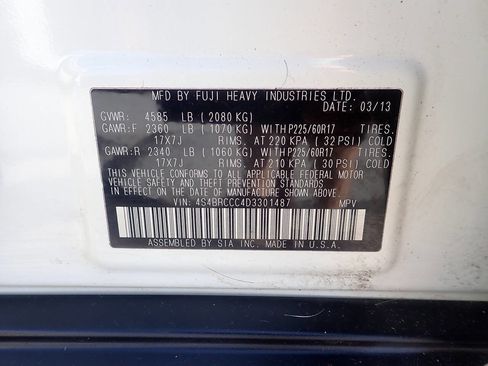 MFD BY FUJI HEAVY INDUSTRIES LTD.
DATE: 03/13
GVWR: 4585 LB ( 2080 KG)
GAWR:F 2360 LB ( 1070 KG) WITH P225/60R17 TIRES.
17X7J RIMS. AT 220 KPA ( 32 PSI) COLD
GAWR:R 2340 LB ( 1060 KG) WITH P225/60R17 TIRES.
17X7J RIMS. AT 210 KPA ( 30 PSI) COLD
THIS VEHICLE CONFORMS TO ALL APPLICABLE FEDERAL MOTOR
VEHICLE SAFETY AND THEFT PREVENTION STANDARDS
IN EFFECT ON THE DATE OF MANUFACTURE SHOWN ABOVE.
VIN: 4S4BRCCC4D3301487 MPV
ASSEMBLED BY SIA INC. MADE IN U.S.A.